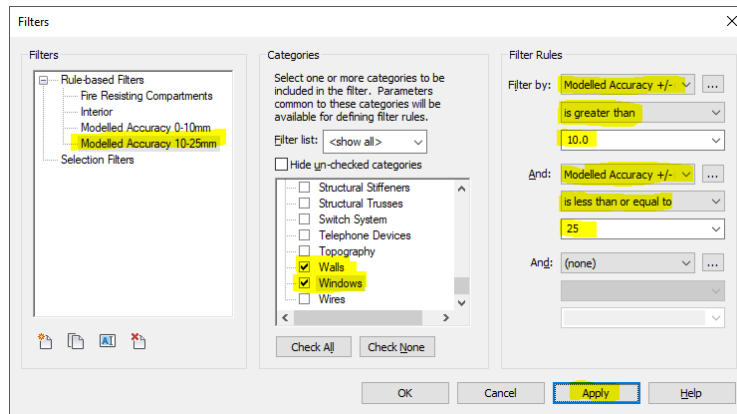 Filters
Filters
Rule-based Filters
Fire Resisting Compartments
Interior
Modelled Accuracy 0-10mm
Modelled Accuracy 10-25mm
Selection Filters
Categories
Select one or more categories to be
included in the filter. Parameters
common to these categories will be
available for defining filter rules.
Filter list: <show all>
Hide un-checked categories
Structural Stiffeners
Structural Trusses
Switch System
Telephone Devices
Topography
Walls
Windows
Wires
Check All Check None
Filter Rules
Filter by: Modelled Accuracy +/- ...
is greater than
10.0
And: Modelled Accuracy +/- ...
is less than or equal to
25
And: (none) ...
OK Cancel Apply Help